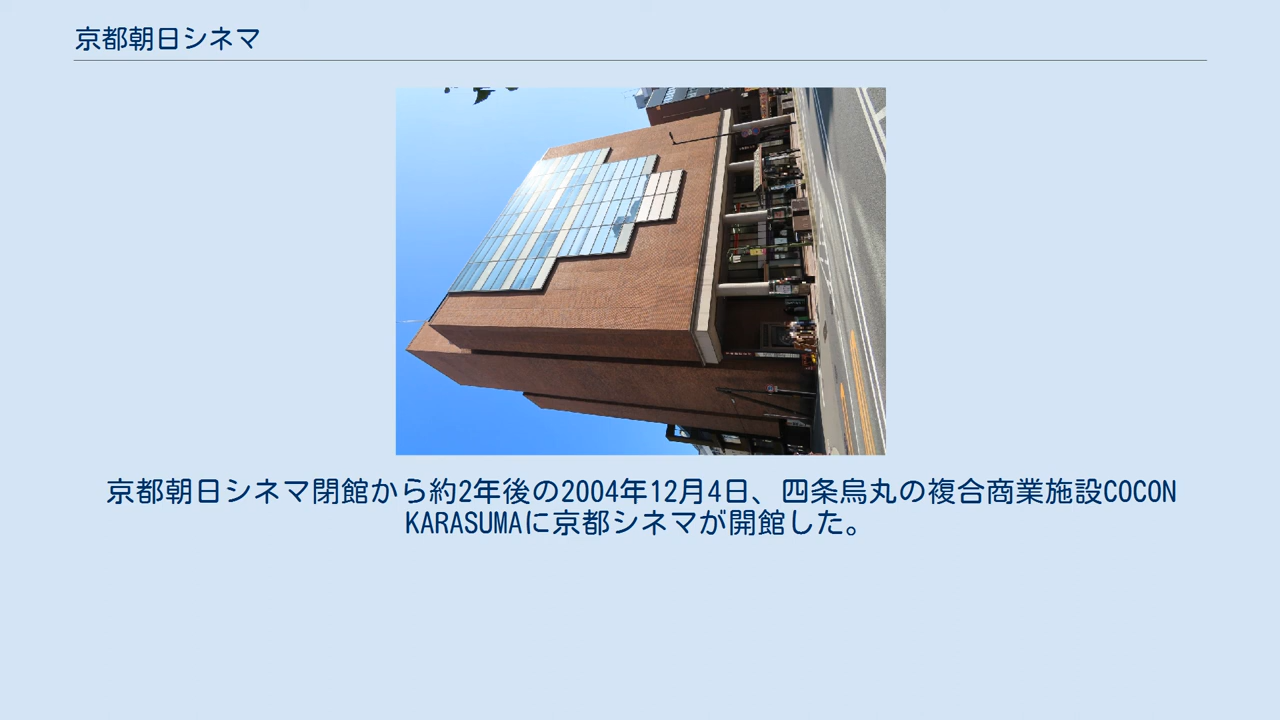 京都朝日シネマ
京都朝日シネマ閉館から約2年後の2004年12月4日、四条烏丸の複合商業施設COCON
KARASUMAに京都シネマが開館した。